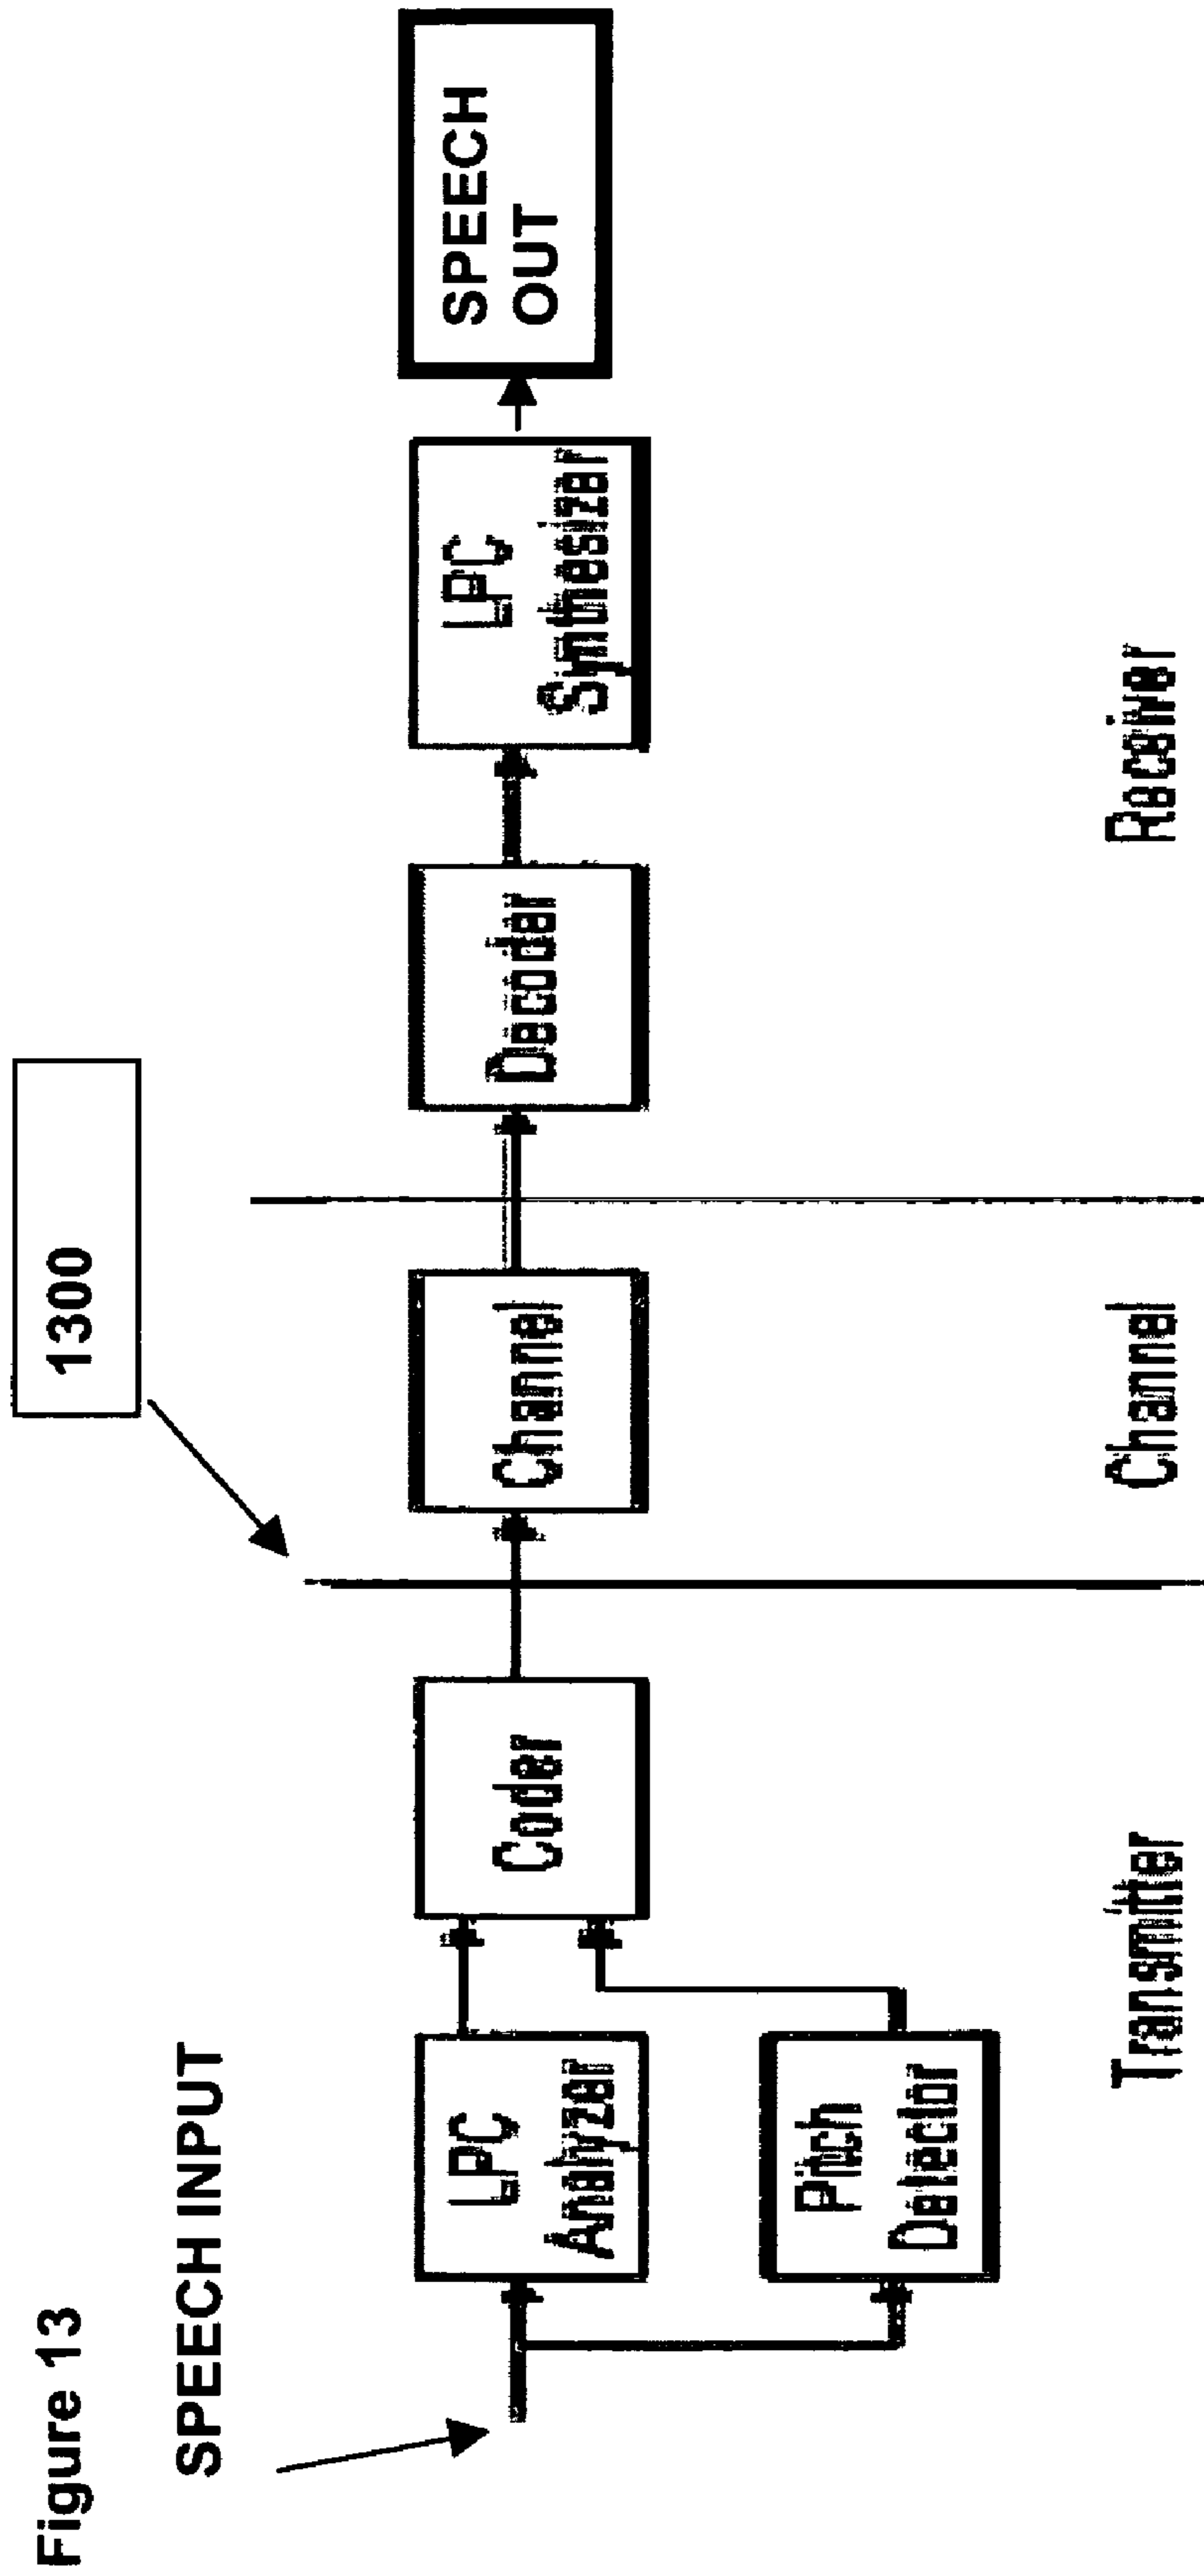 Figure 13
1300
SPEECH INPUT
LPC
Analyzer
Pitch
Detector
Coder
Channel
Decoder
LPC
Synthesizer
SPEECH
OUT
Transmitter
Channel
Receiver